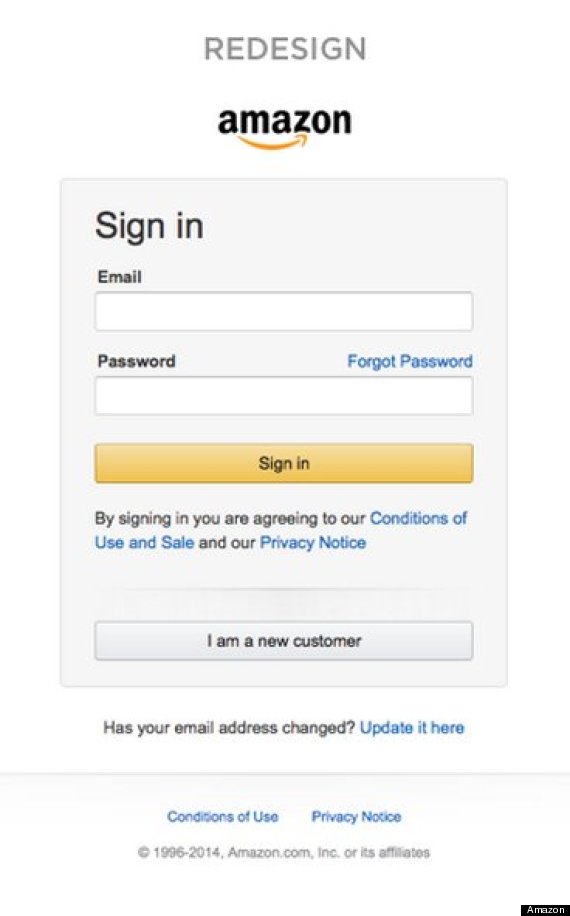 REDESIGN
amazon
Sign in
Email
Password Forgot Password
Sign in
By signing in you are agreeing to our Conditions of
Use and Sale and our Privacy Notice
I am a new customer
Has your email address changed? Update it here
Conditions of Use Privacy Notice
© 1996-2014, Amazon.com, Inc. or its affiliates
Amazon